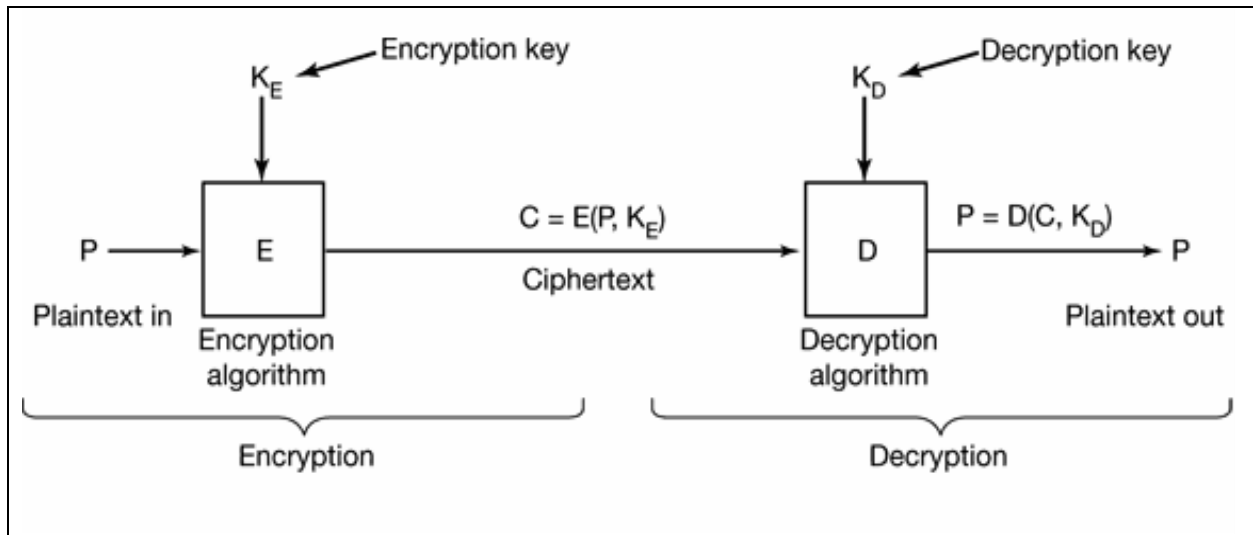 Encryption key
Decryption key
K_E
K_D
C = E(P, K_E)
P = D(C, K_D)
P
E
D
P
Ciphertext
Plaintext in
Plaintext out
Encryption
algorithm
Decryption
algorithm
Encryption
Decryption